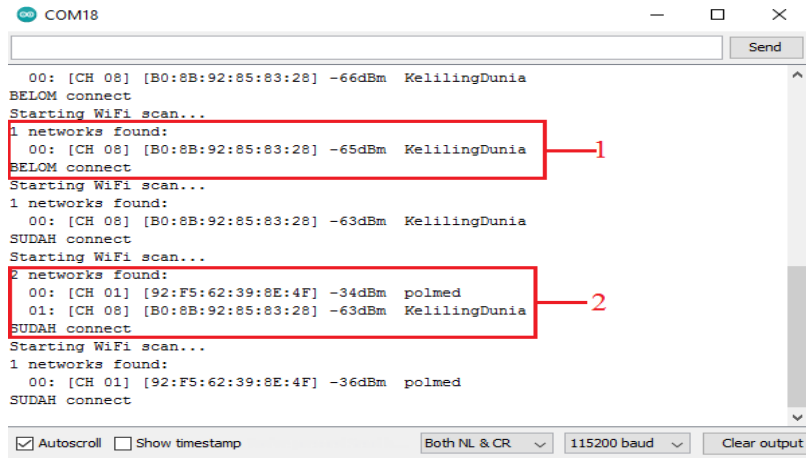 COM18
Send
00: [CH 08] [B0:8B:92:85:83:28] -66dBm KelilingDunia
BELOM connect
Starting WiFi scan...
1 networks found:
00: [CH 08] [B0:8B:92:85:83:28] -65dBm KelilingDunia
BELOM connect
1
Starting WiFi scan...
1 networks found:
00: [CH 08] [B0:8B:92:85:83:28] -63dBm KelilingDunia
SUDAH connect
Starting WiFi scan...
2 networks found:
00: [CH 01] [92:F5:62:39:8E:4F] -34dBm polmed
01: [CH 08] [B0:8B:92:85:83:28] -63dBm KelilingDunia
SUDAH connect
2
Starting WiFi scan...
1 networks found:
00: [CH 01] [92:F5:62:39:8E:4F] -36dBm polmed
SUDAH connect
Autoscroll Show timestamp Both NL & CR 115200 baud Clear output